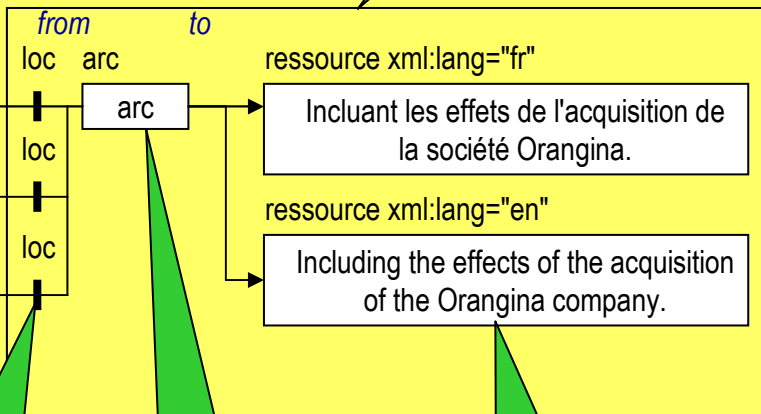 from to
loc arc ressource xml:lang="fr"
arc
Incluant les effets de l'acquisition de
la société Orangina.
loc
ressource xml:lang="en"
loc
Including the effects of the acquisition
of the Orangina company.